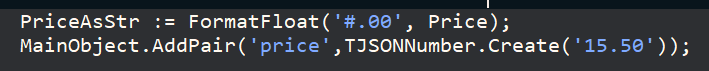 PriceAsStr := FormatFloat('#.00', Price);
MainObject.AddPair('price',TJSONNumber.Create('15.50'));